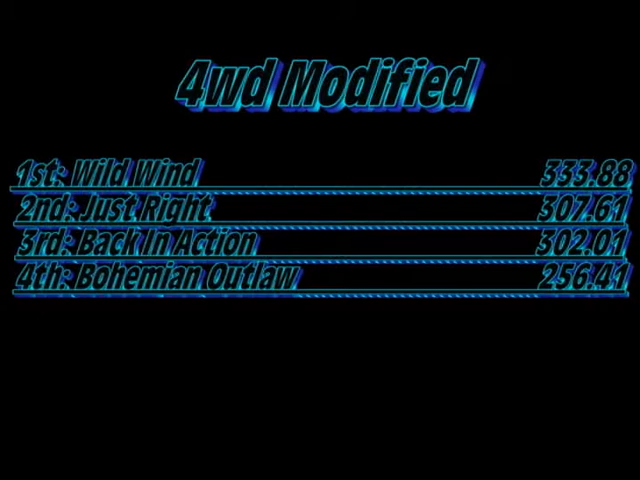 4wd Modified
1st: Wild Wind 333.88
2nd: Just Right 307.61
3rd: Back In Action 302.01
4th: Bohemian Outlaw 256.41